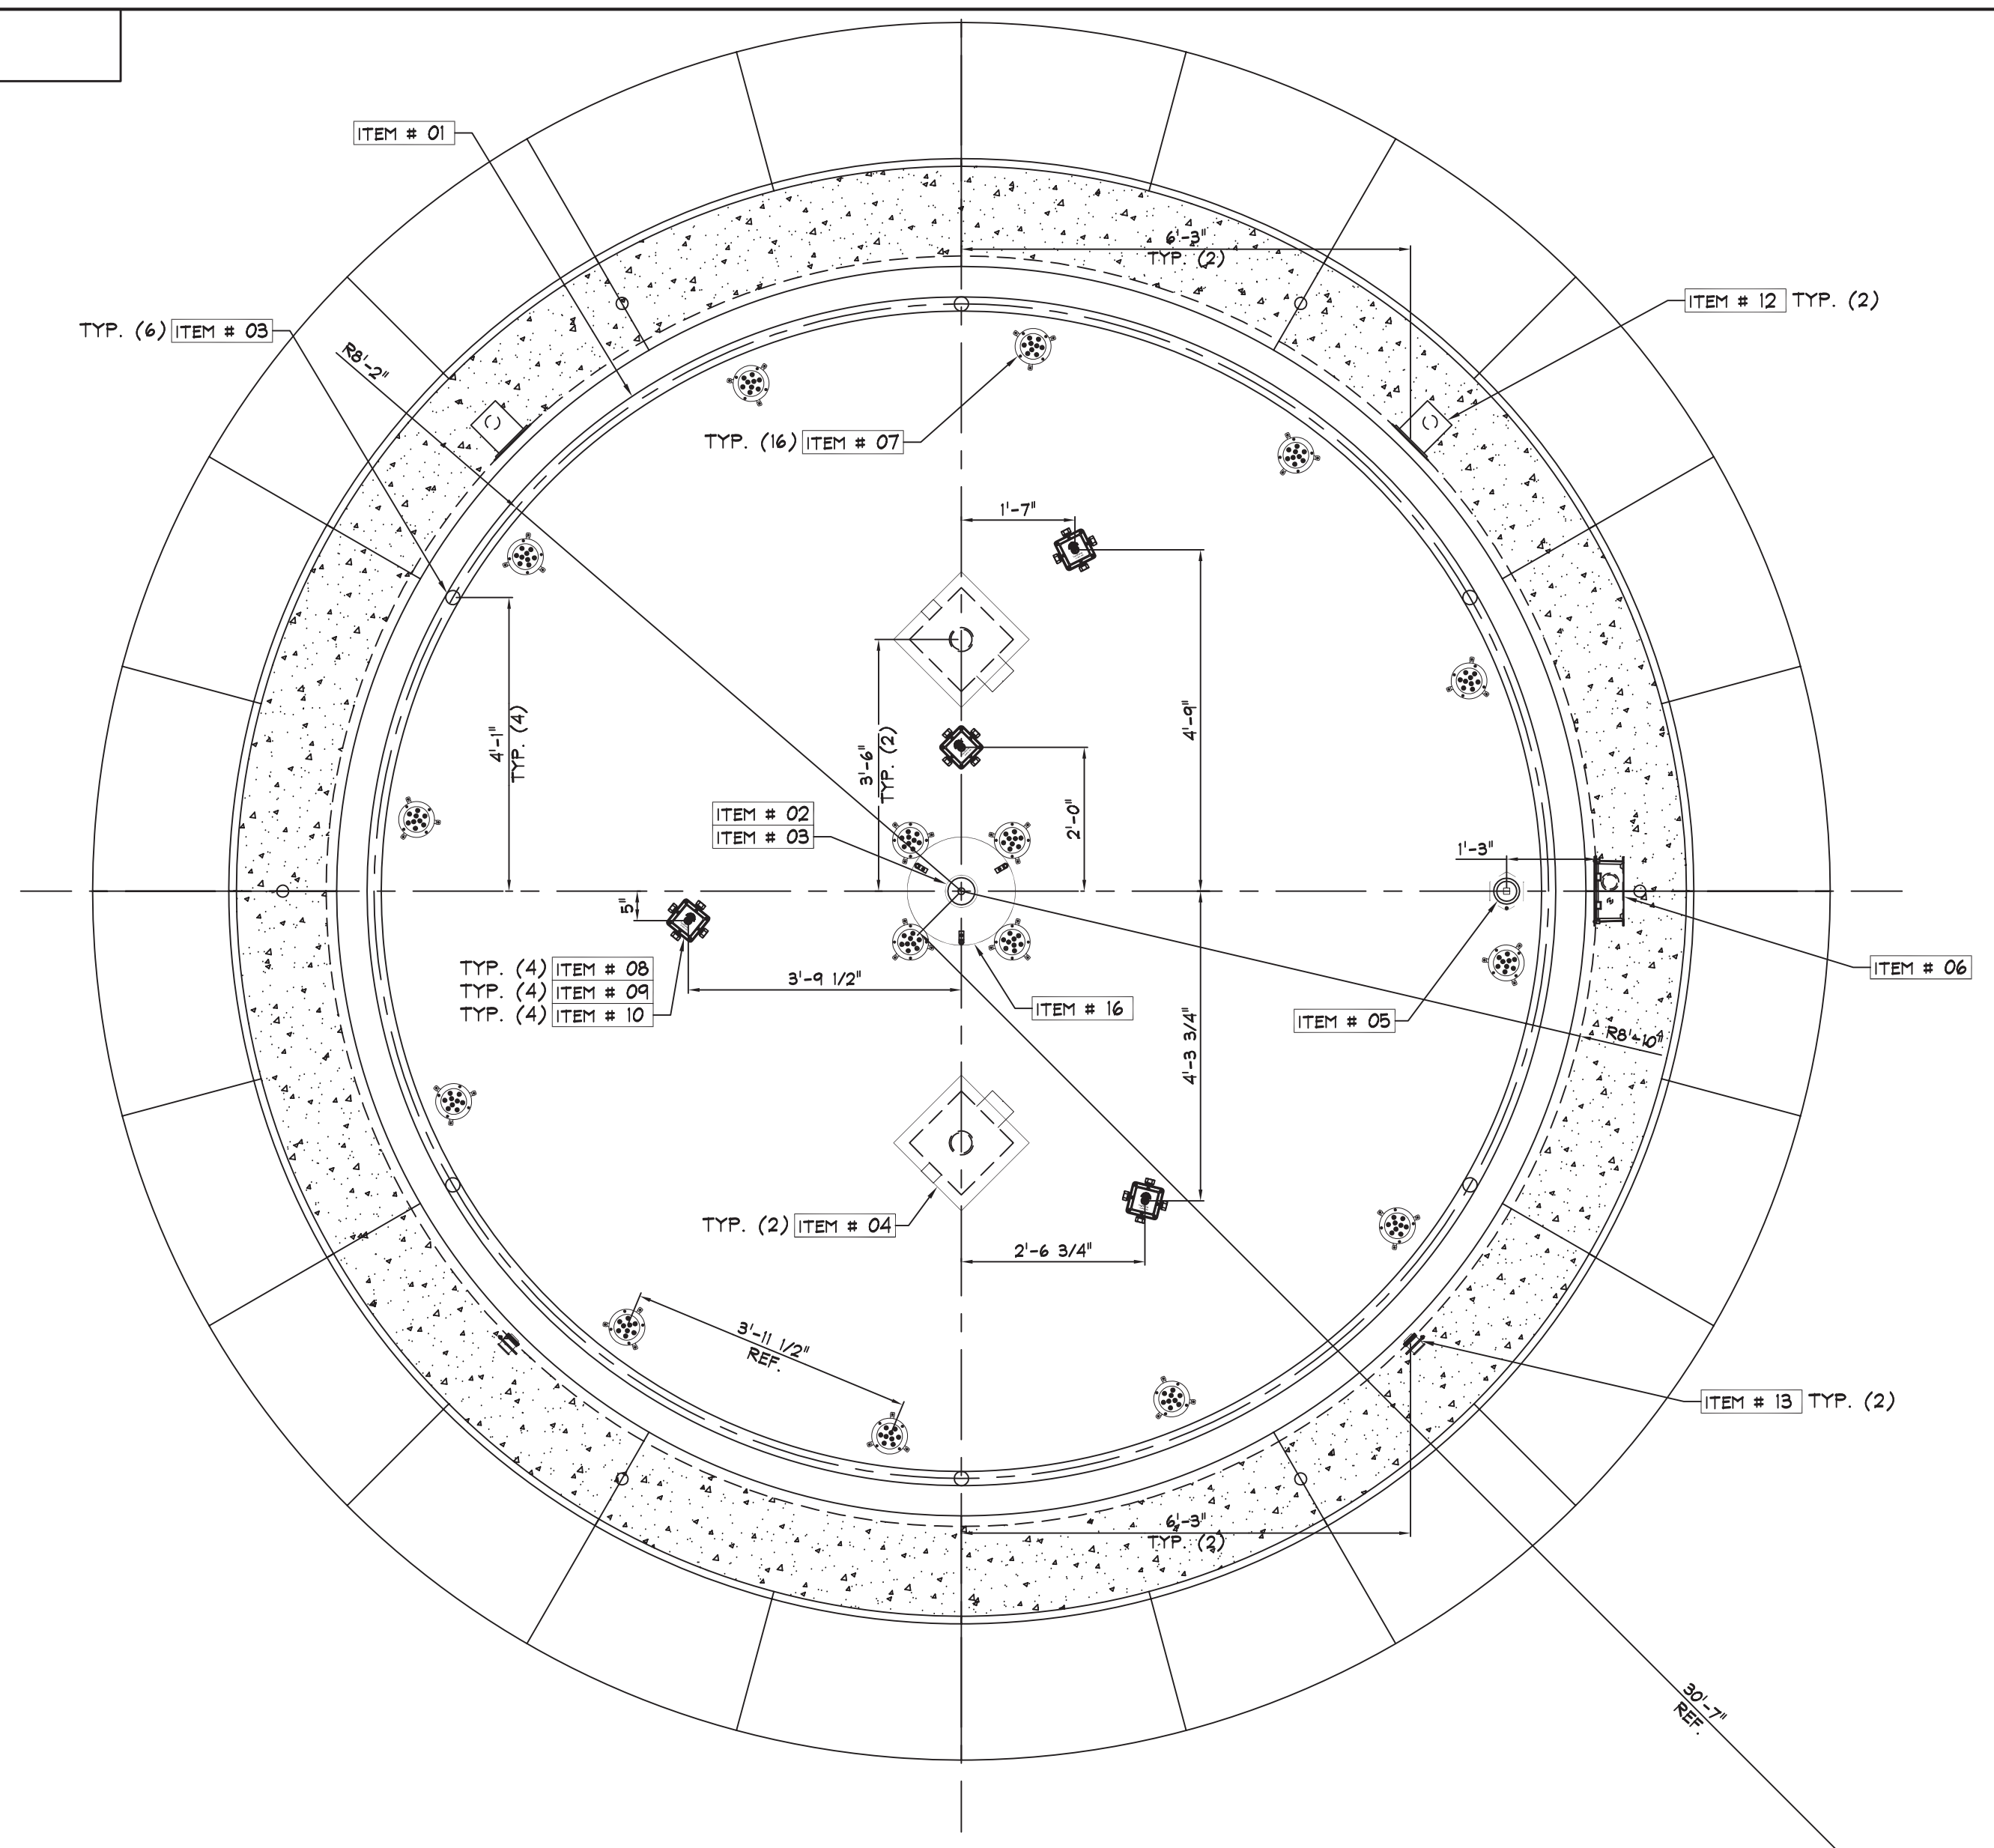 ITEM # 01
6'-3"
TYP. (2)
ITEM # 12 TYP. (2)
TYP. (6) ITEM # 03
R8'-2"
TYP. (16) ITEM # 07
1'-7"
4'-1"
TYP. (4)
3'-6"
TYP. (2)
4'-9"
2'-0"
ITEM # 02
ITEM # 03
1'-3"
5"
TYP. (4) ITEM # 08
TYP. (4) ITEM # 09
TYP. (4) ITEM # 10
3'-9 1/2"
ITEM # 16
ITEM # 05
ITEM # 06
R8'-10"
4'-3 3/4"
TYP. (2) ITEM # 04
2'-6 3/4"
3'-11 1/2"
REF.
ITEM # 13 TYP. (2)
6'-3"
TYP. (2)
30'-7"
REF.